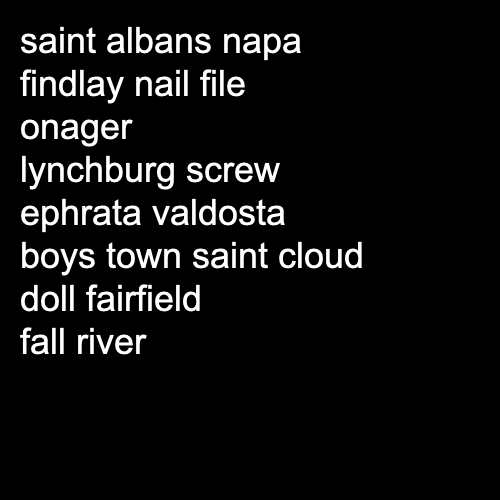 saint albans napa
findlay nail file
onager
lynchburg screw
ephrata valdosta
boys town saint cloud
doll fairfield
fall river